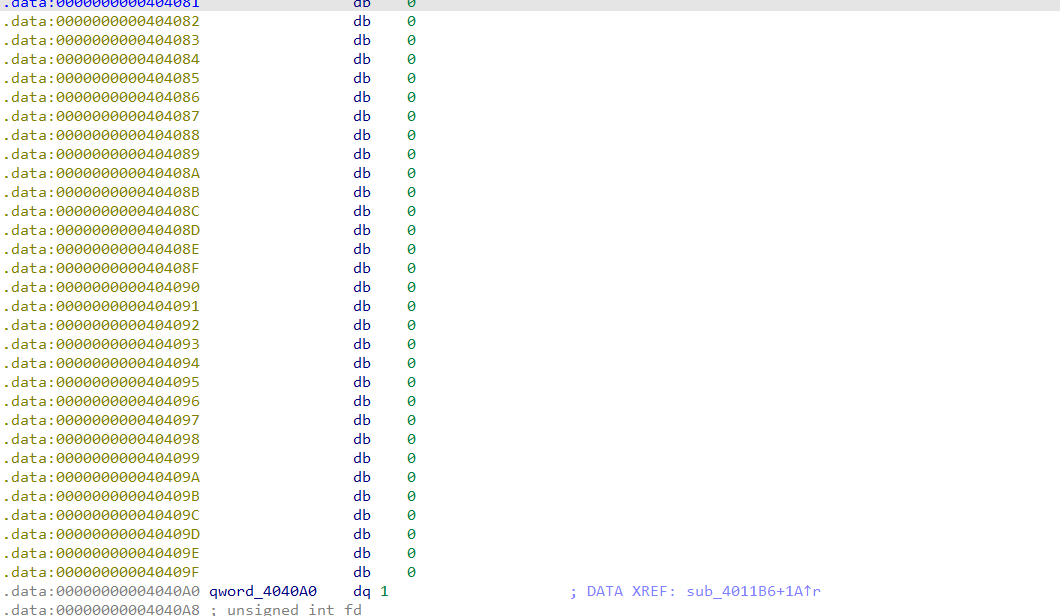 .data:0000000000404081 db 0
.data:0000000000404082 db 0
.data:0000000000404083 db 0
.data:0000000000404084 db 0
.data:0000000000404085 db 0
.data:0000000000404086 db 0
.data:0000000000404087 db 0
.data:0000000000404088 db 0
.data:0000000000404089 db 0
.data:000000000040408A db 0
.data:000000000040408B db 0
.data:000000000040408C db 0
.data:000000000040408D db 0
.data:000000000040408E db 0
.data:000000000040408F db 0
.data:0000000000404090 db 0
.data:0000000000404091 db 0
.data:0000000000404092 db 0
.data:0000000000404093 db 0
.data:0000000000404094 db 0
.data:0000000000404095 db 0
.data:0000000000404096 db 0
.data:0000000000404097 db 0
.data:0000000000404098 db 0
.data:0000000000404099 db 0
.data:000000000040409A db 0
.data:000000000040409B db 0
.data:000000000040409C db 0
.data:000000000040409D db 0
.data:000000000040409E db 0
.data:000000000040409F db 0
.data:00000000004040A0 qword_4040A0 dq 1 ; DATA XREF: sub_4011B6+1A↑r
.data:00000000004040A8 ; unsigned int fd